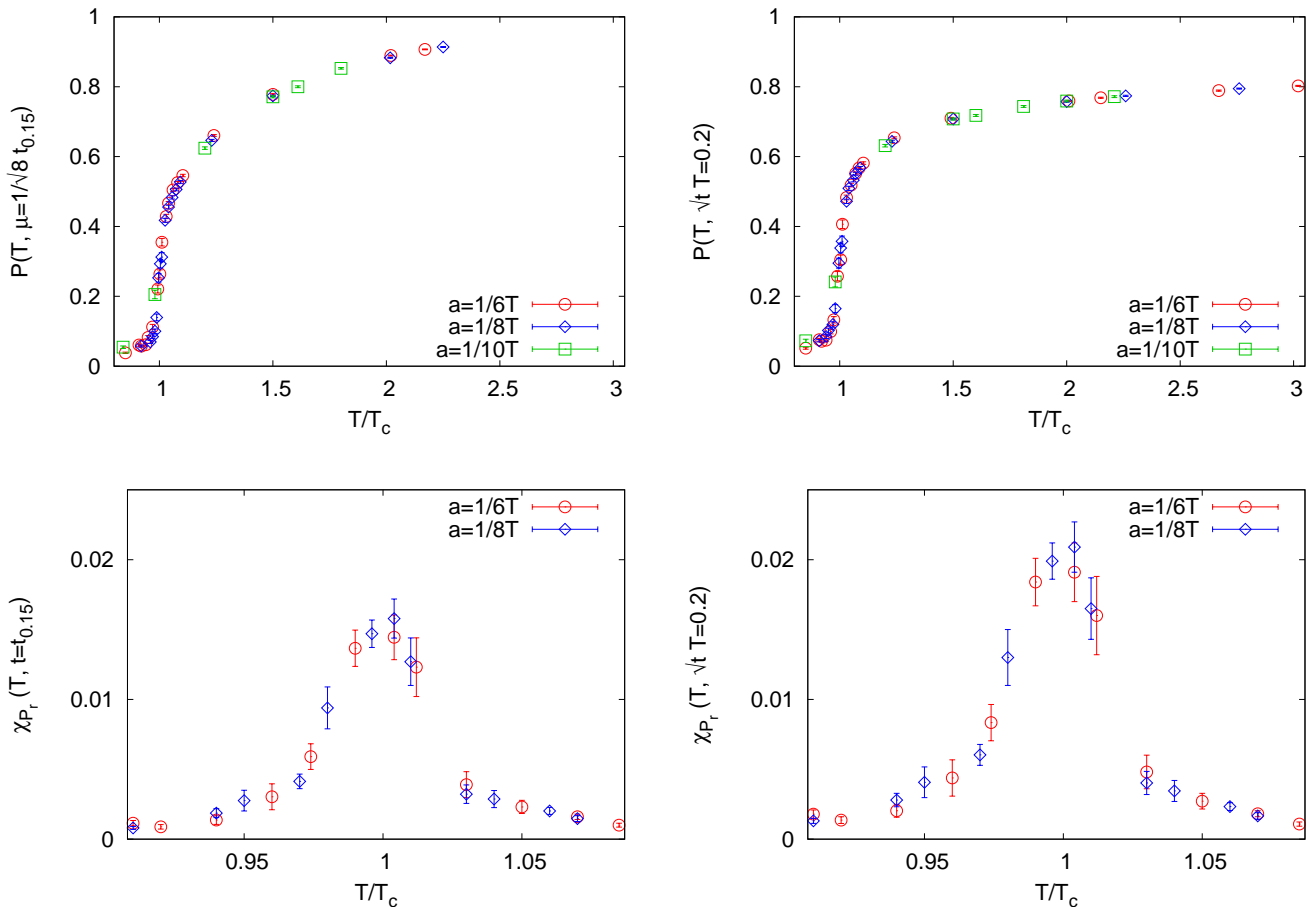 P(T, μ=1/√8 t0.15)
1
0.8
0.6
0.4
0.2
0
1
1.5
2
2.5
3
T/Tc
a=1/6T
a=1/8T
a=1/10T
P(T, √t T=0.2)
1
0.8
0.6
0.4
0.2
0
1
1.5
2
2.5
3
T/Tc
a=1/6T
a=1/8T
a=1/10T
χPr (T, t=t0.15)
0.02
0.01
0
0.95
1
1.05
T/Tc
a=1/6T
a=1/8T
χPr (T, √t T=0.2)
0.02
0.01
0
0.95
1
1.05
T/Tc
a=1/6T
a=1/8T